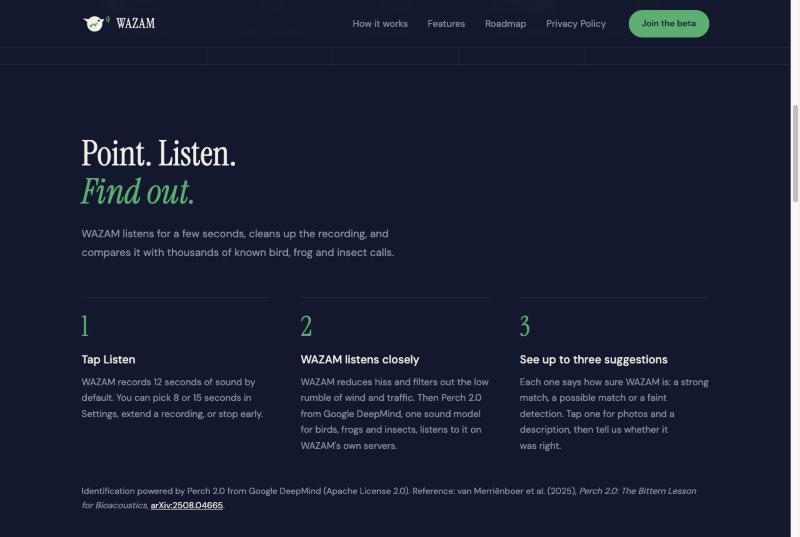 WAZAM
How it works
Features
Roadmap
Privacy Policy
Join the beta
Point. Listen.
Find out.
WAZAM listens for a few seconds, cleans up the recording, and
compares it with thousands of known bird, frog and insect calls.
1
Tap Listen
WAZAM records 12 seconds of sound by
default. You can pick 8 or 15 seconds in
Settings, extend a recording, or stop early.
2
WAZAM listens closely
WAZAM reduces hiss and filters out the low
rumble of wind and traffic. Then Perch 2.0
from Google DeepMind, one sound model
for birds, frogs and insects, listens to it on
WAZAM's own servers.
3
See up to three suggestions
Each one says how sure WAZAM is: a strong
match, a possible match or a faint
detection. Tap one for photos and a
description, then tell us whether it
was right.
Identification powered by Perch 2.0 from Google DeepMind (Apache License 2.0). Reference: van Merriënboer et al. (2025), Perch 2.0: The Bittern Lesson
for Bioacoustics, arXiv:2508.04665.